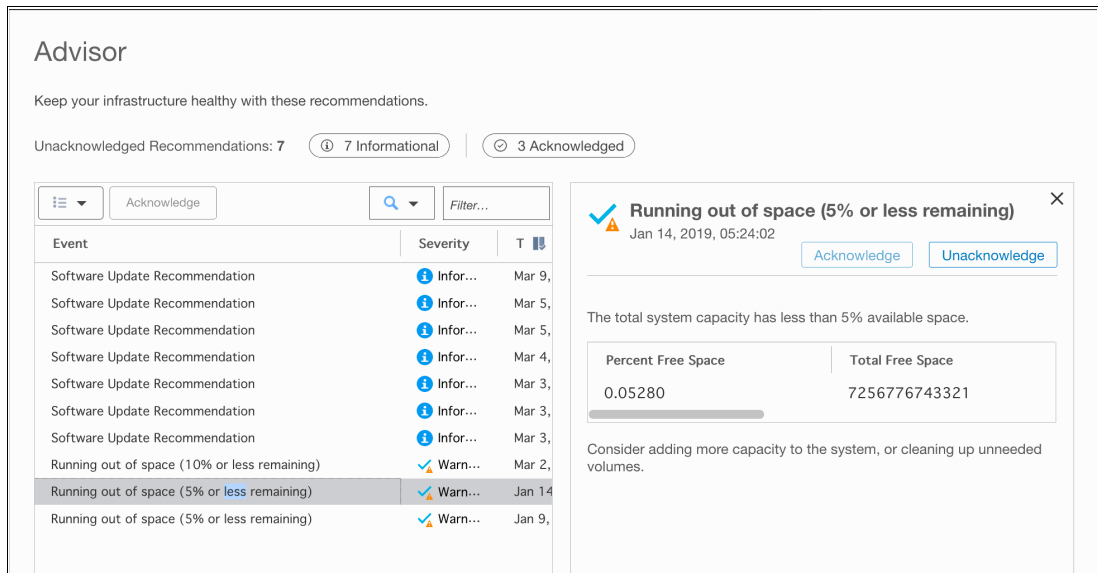 Advisor
Keep your infrastructure healthy with these recommendations.
Unacknowledged Recommendations: 7
7 Informational
3 Acknowledged
Acknowledge
Filter...
Event Severity T
Software Update Recommendation Infor... Mar 9,
Software Update Recommendation Infor... Mar 5,
Software Update Recommendation Infor... Mar 5,
Software Update Recommendation Infor... Mar 4,
Software Update Recommendation Infor... Mar 3,
Software Update Recommendation Infor... Mar 3,
Software Update Recommendation Infor... Mar 3,
Running out of space (10% or less remaining) Warn... Mar 2,
Running out of space (5% or less remaining) Warn... Jan 14
Running out of space (5% or less remaining) Warn... Jan 9,
Running out of space (5% or less remaining)
Jan 14, 2019, 05:24:02
Acknowledge Unacknowledge
The total system capacity has less than 5% available space.
Percent Free Space Total Free Space
0.05280 7256776743321
Consider adding more capacity to the system, or cleaning up unneeded
volumes.